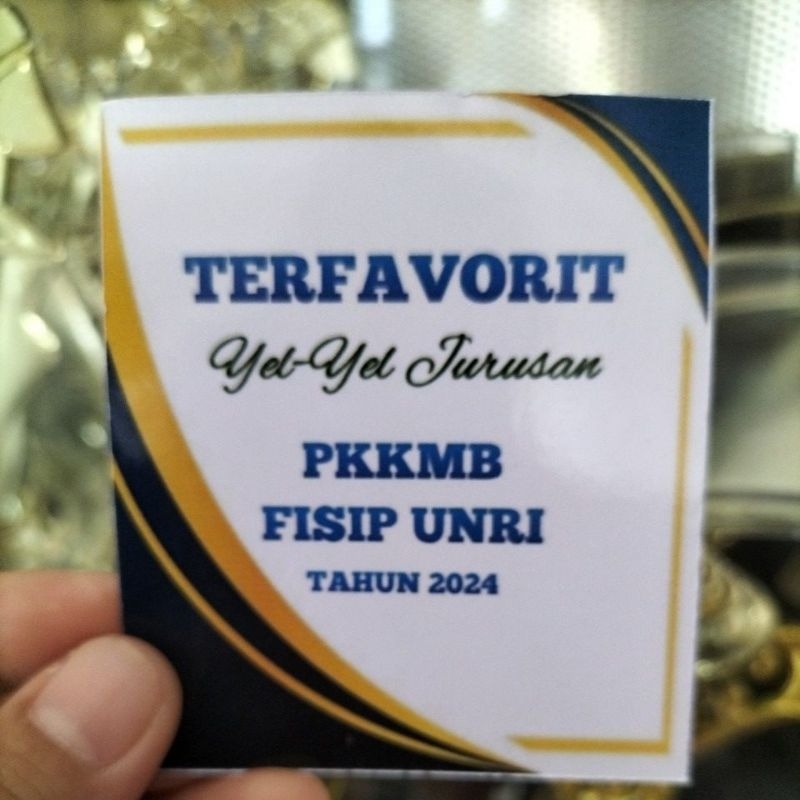 TERFAVORIT
Yel-Yel Jurusan
PKKMB
FISIP UNRI
TAHUN 2024